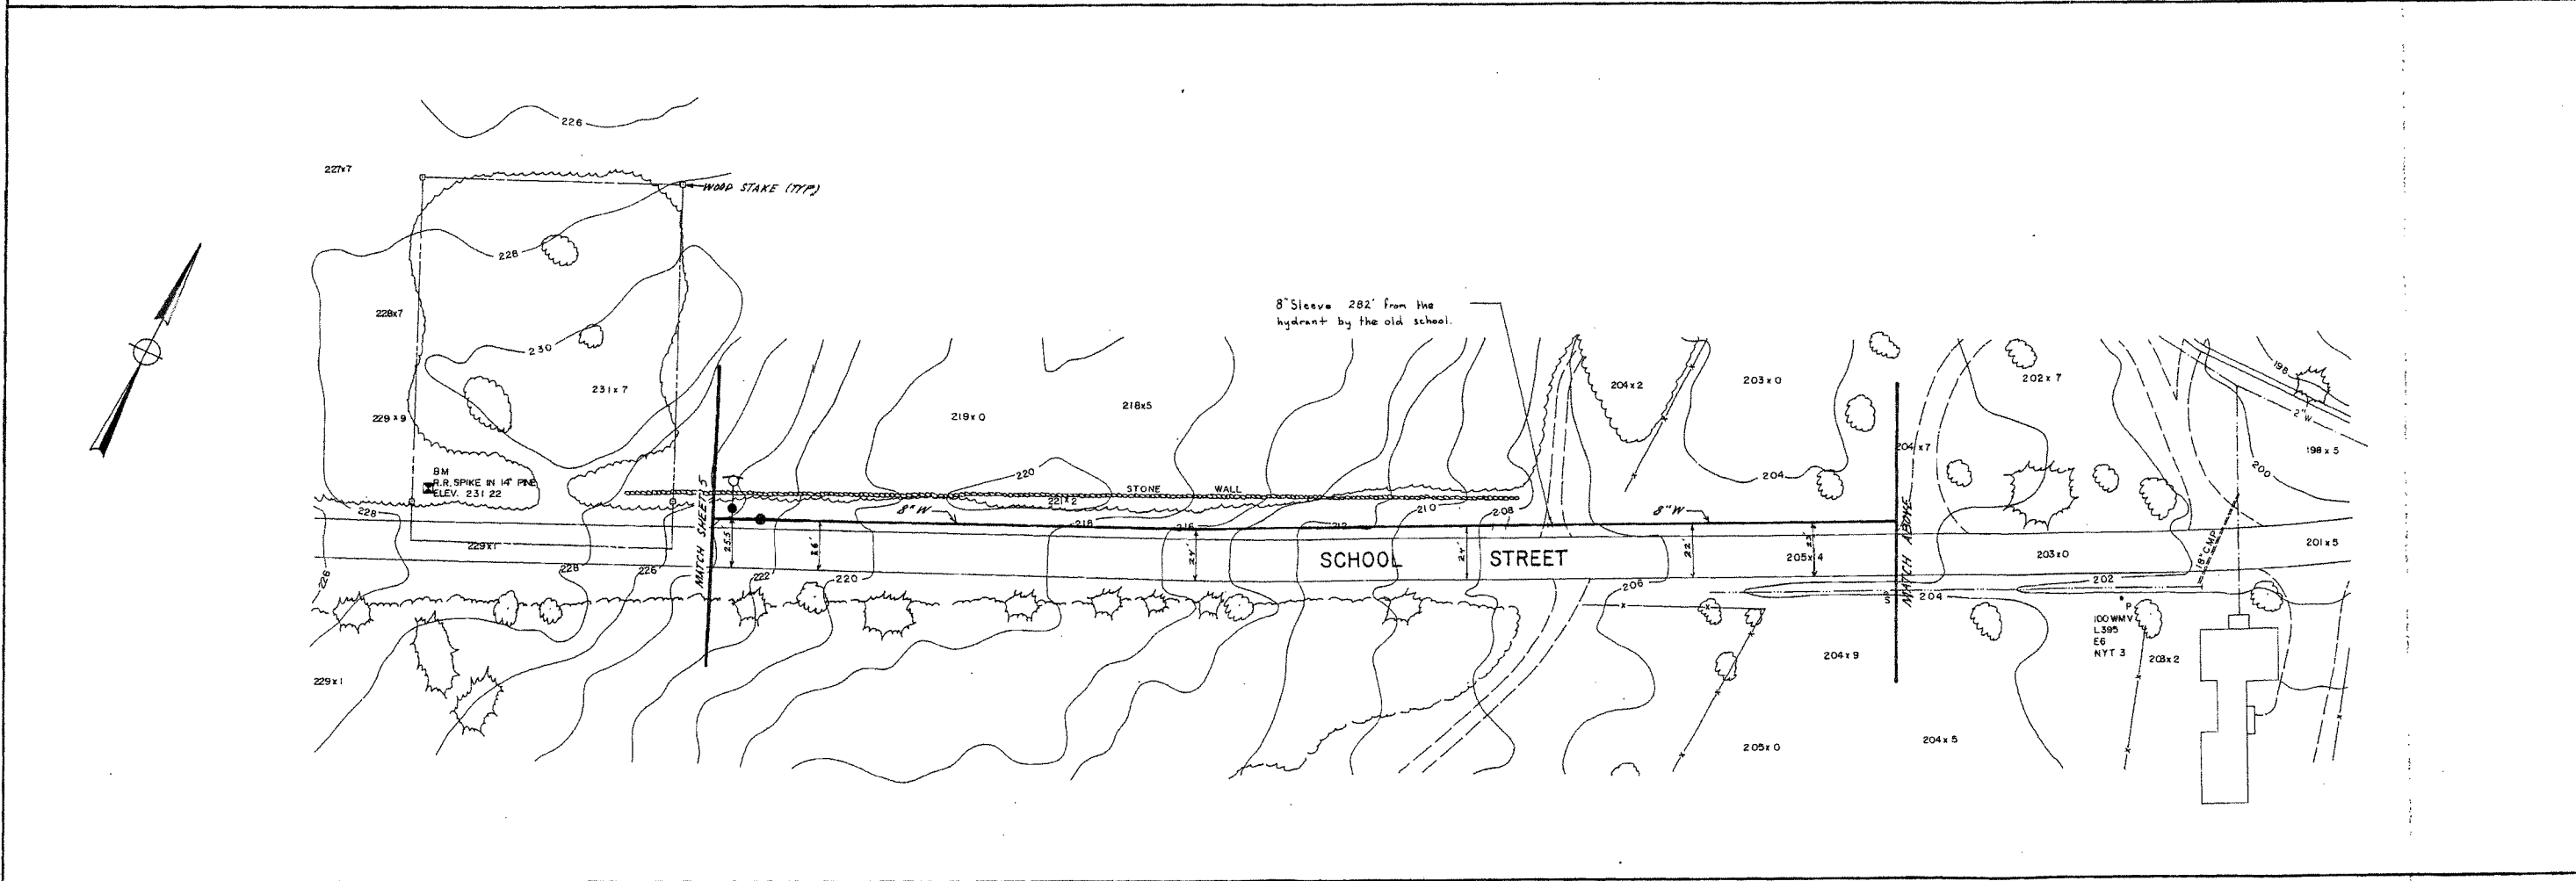 226
227x7
WOOD STAKE (TYP.)
228
228x7
8" Sleeve 282' from the
hydrant by the old school.
230
231x7
229x9
219x0
218x5
204x2
203x0
202x7
198
2"W
198x5
204x7
204
200
BM
R.R. SPIKE IN 14" PINE
ELEV. 231.22
220
221x2
STONE WALL
228
8"W
218
216
212
210
208
8"W
229x1
MATCH SHEET 5
25.5'
26'
24'
SCHOOL STREET
24'
22'
23'
205x4
MATCH ABOVE
203x0
18" CMP
201x5
226
228
226
222
220
206
202
S
204
P
100 WMV
L395
E6
NYT 3
203x2
229x1
204x9
205x0
204x5